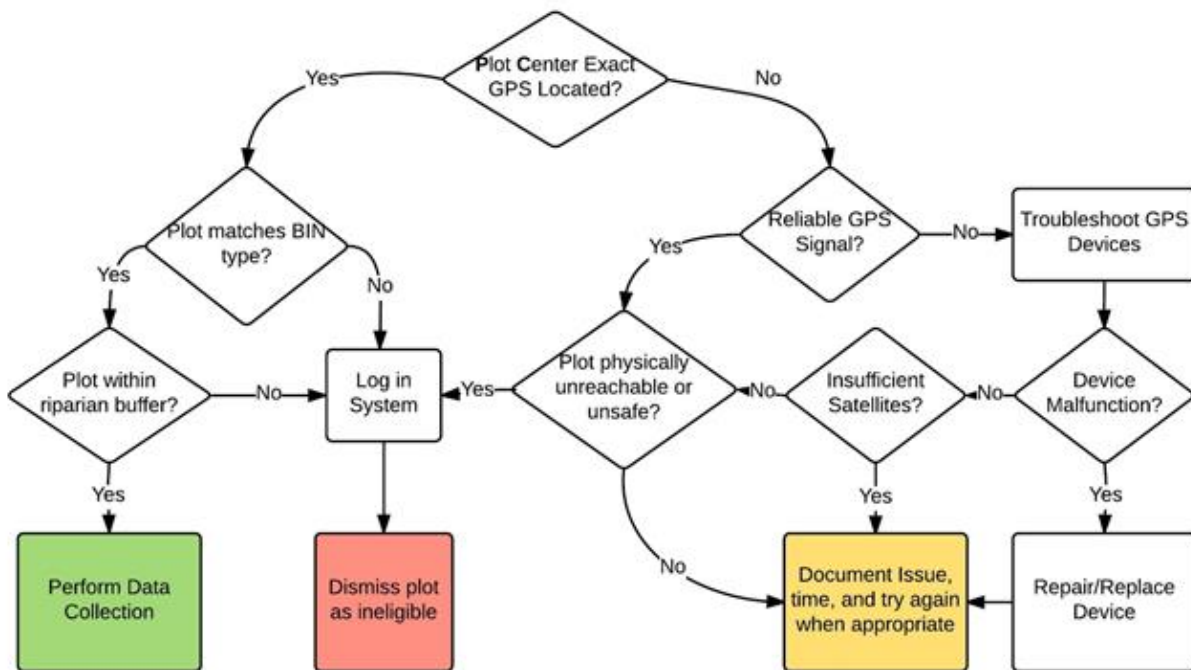 Plot Center Exact
GPS Located?
Yes
No
Plot matches BIN
type?
Reliable GPS
Signal?
No
Troubleshoot GPS
Devices
Yes
No
Yes
Plot within
riparian buffer?
No
Log in
System
Yes
Plot physically
unreachable or
unsafe?
No
Insufficient
Satellites?
No
Device
Malfunction?
Yes
No
Yes
Yes
Perform Data
Collection
Dismiss plot
as ineligible
Document Issue,
time, and try again
when appropriate
Repair/Replace
Device